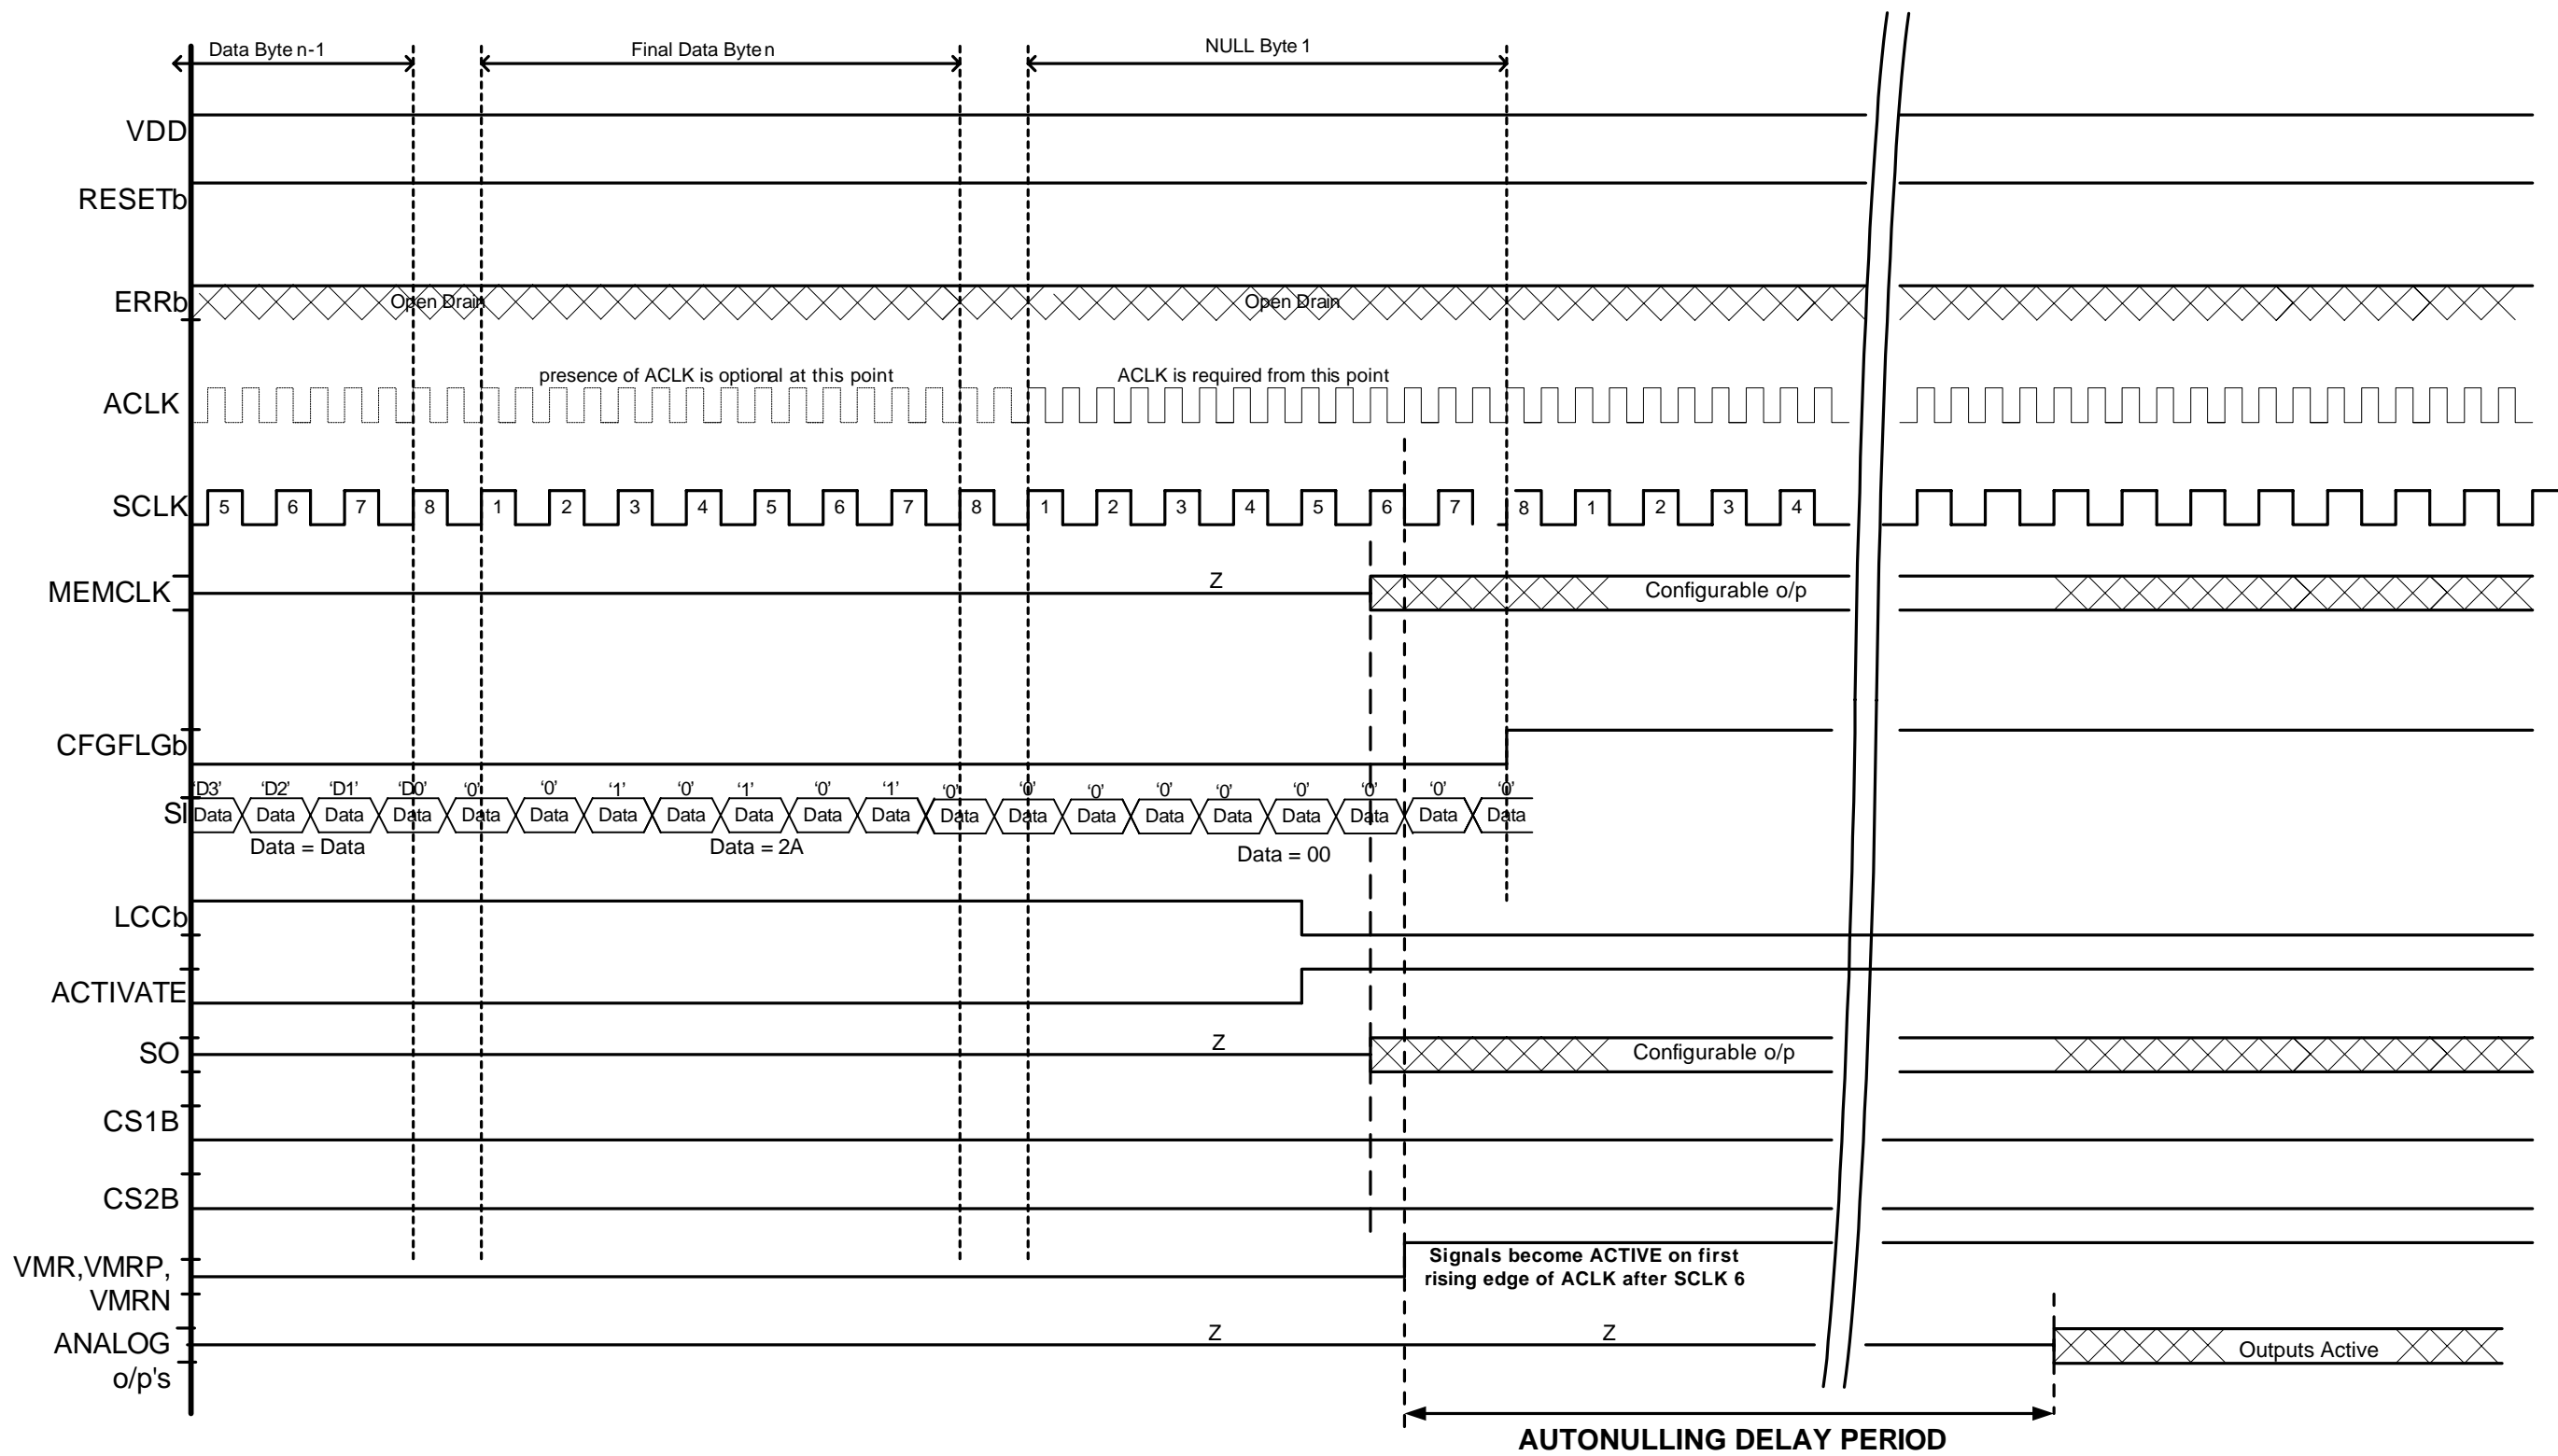 Data Byte n-1 Final Data Byte n NULL Byte 1
VDD
RESETb
ERRb Open Drain Open Drain
presence of ACLK is optional at this point ACLK is required from this point
ACLK
SCLK 5 6 7 8 1 2 3 4 5 6 7 8 1 2 3 4 5 6 7 8 1 2 3 4
MEMCLK Z Configurable o/p
CFGFLGb
‘D3’ ‘D2’ ‘D1’ ‘D0’ ‘0’ ‘0’ ‘1’ ‘0’ ‘1’ ‘0’ ‘1’ ‘0’ ‘0’ ‘0’ ‘0’ ‘0’ ‘0’ ‘0’ ‘0’ ‘0’
SI Data Data Data Data Data Data Data Data Data Data Data Data Data Data Data Data Data Data Data Data
Data = Data Data = 2A Data = 00
LCCb
ACTIVATE
SO Z Configurable o/p
CS1B
CS2B
VMR,VMRP,
VMRN
Signals become ACTIVE on first
rising edge of ACLK after SCLK 6
ANALOG
o/p's
Z Z Outputs Active
AUTONULLING DELAY PERIOD